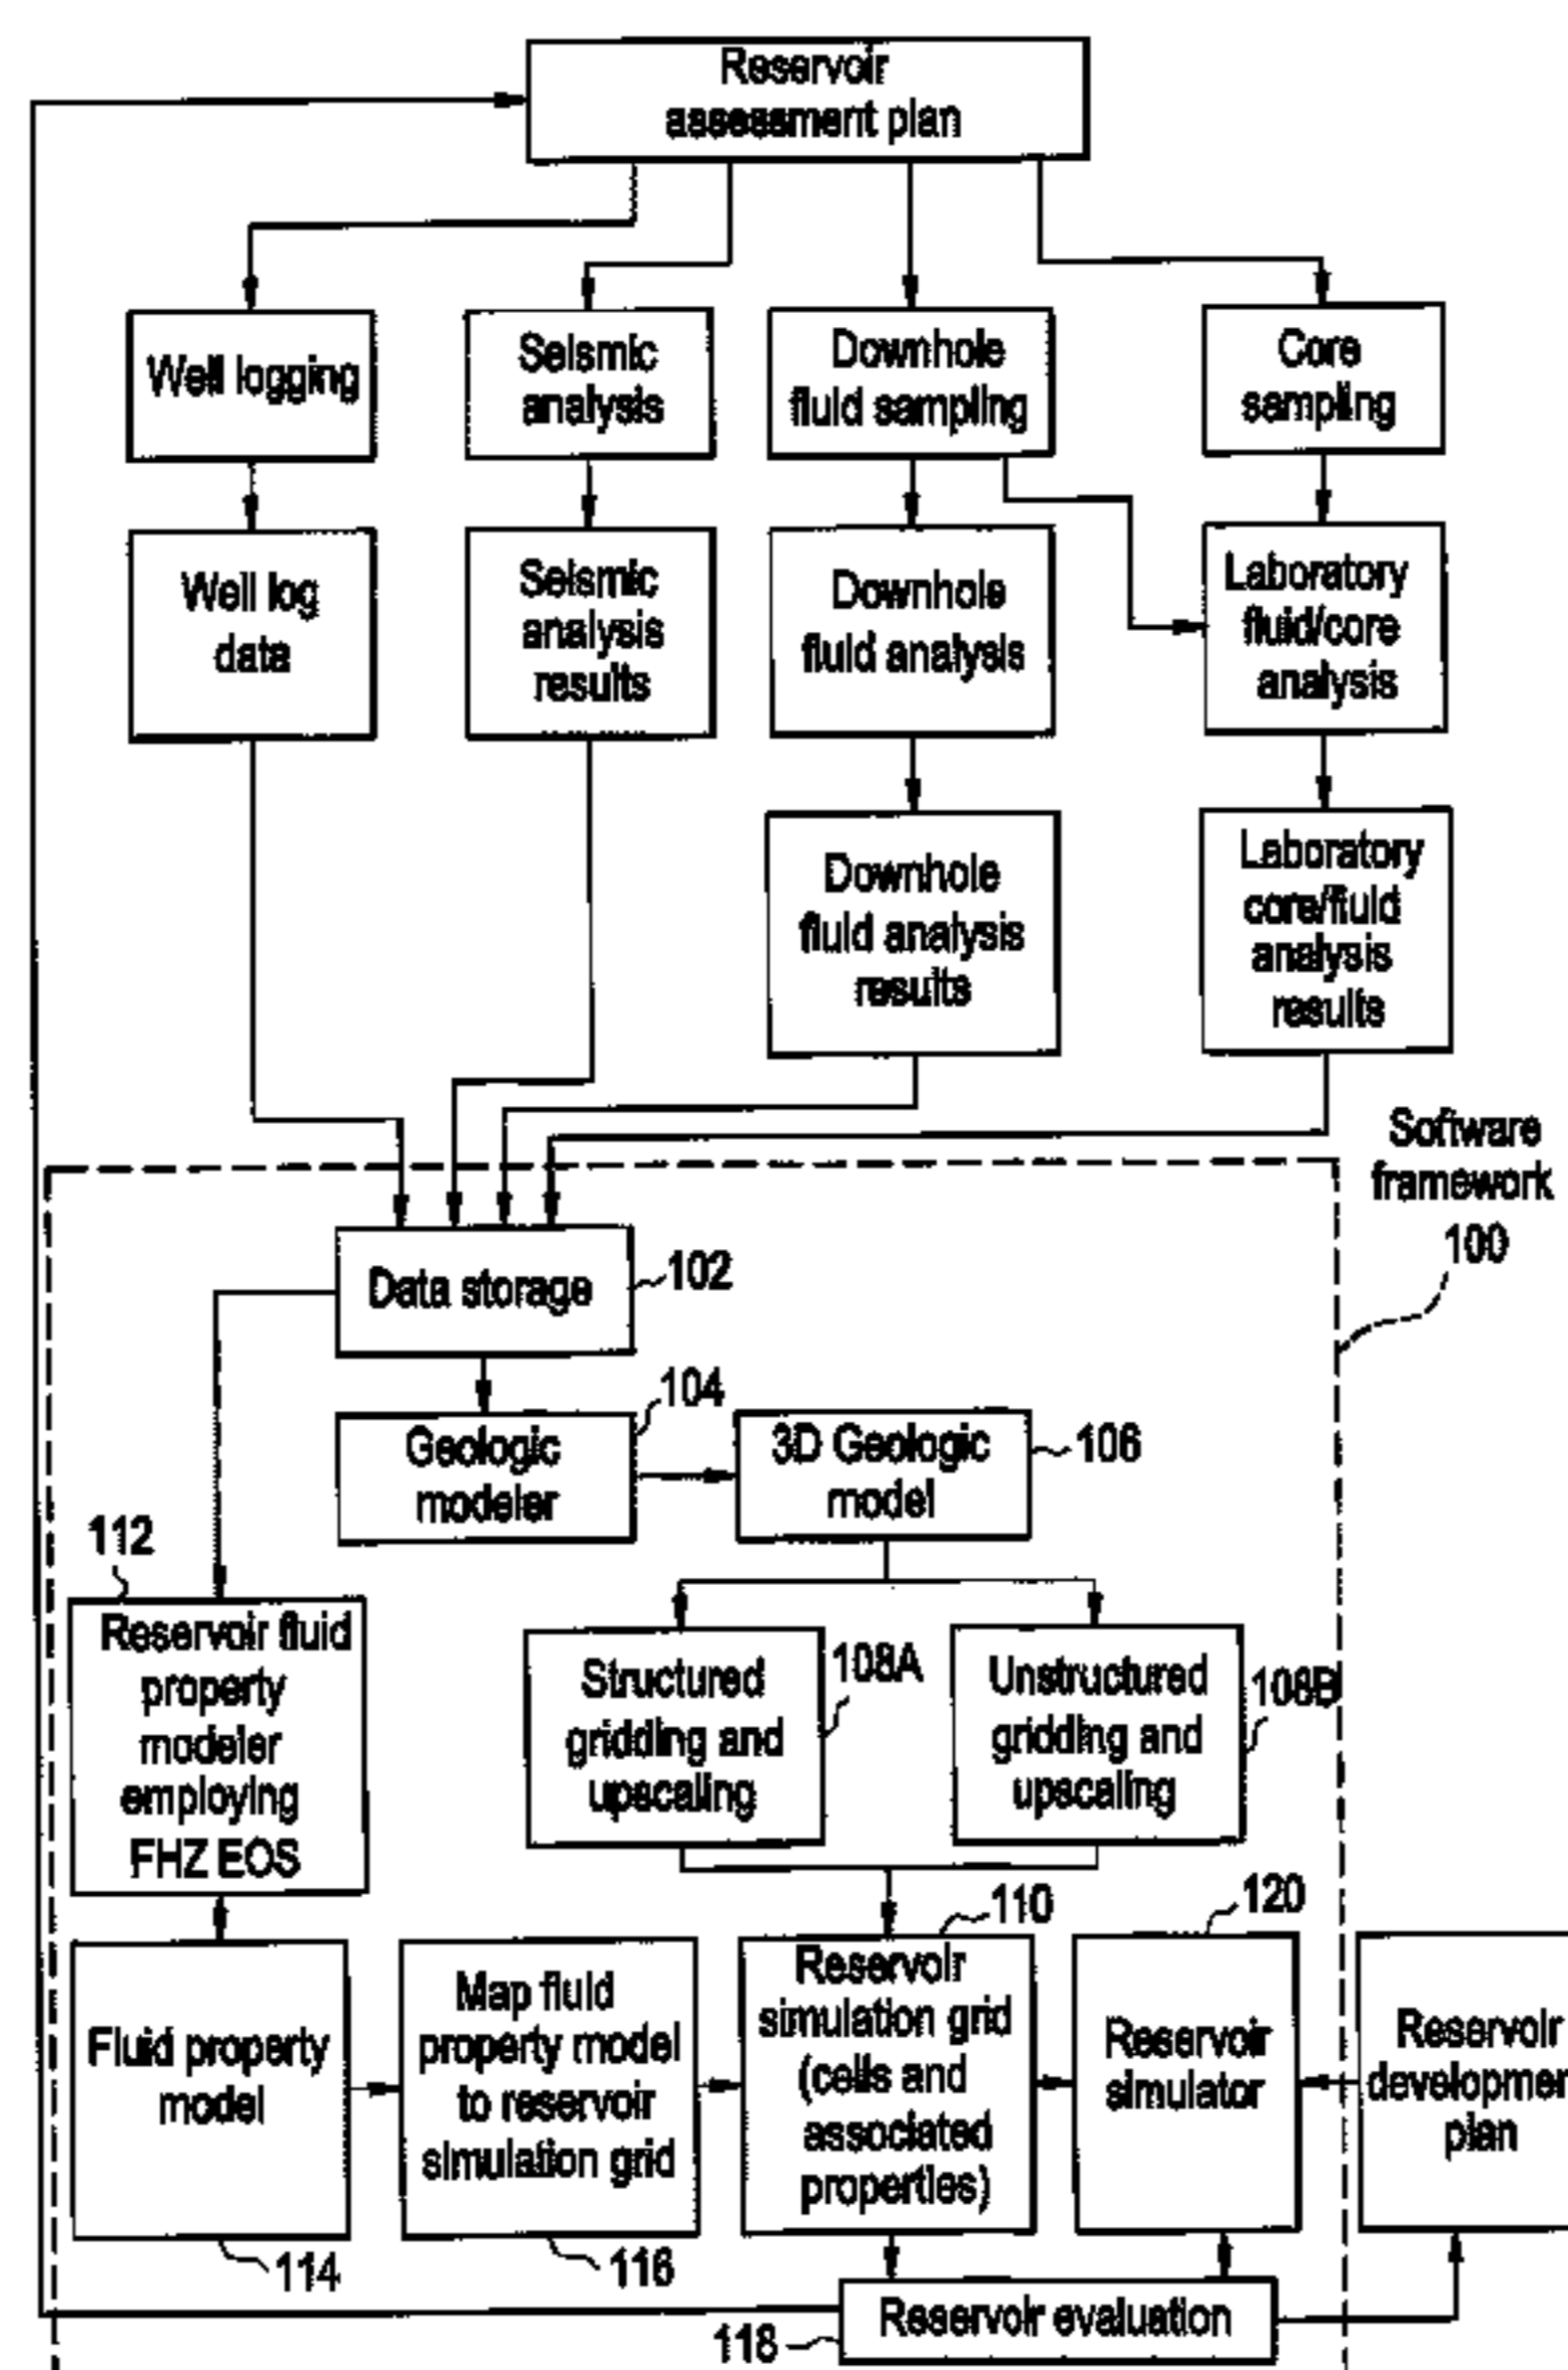 Reservoir
assessment plan
Well logging
Seismic
analysis
Downhole
fluid sampling
Core
sampling
Well log
data
Seismic
analysis
results
Downhole
fluid analysis
Laboratory
fluid/core
analysis
Downhole
fluid analysis
results
Laboratory
core/fluid
analysis
results
Software
framework
100
Data storage
102
Geologic
modeler
104
3D Geologic
model
106
112
Reservoir fluid
property
modeler
employing
FHZ EOS
Structured
gridding and
upscaling
108A
Unstructured
gridding and
upscaling
108B
110
120
Fluid property
model
114
Map fluid
property model
to reservoir
simulation grid
116
Reservoir
simulation grid
(cells and
associated
properties)
Reservoir
simulator
Reservoir
developmen
plan
Reservoir evaluation
118